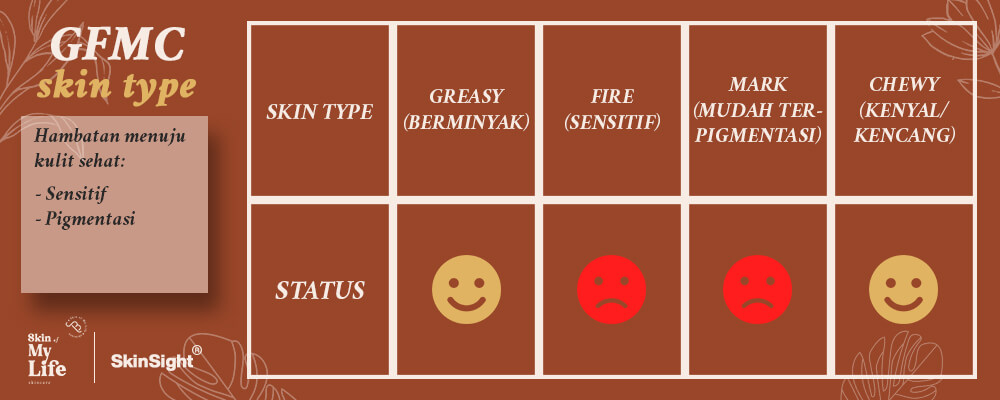 GFMC
skin type
Hambatan menuju
kulit sehat:
- Sensitif
- Pigmentasi
Skin of
My
Life
skincare
SkinSight®
SKIN TYPE
GREASY
(BERMINYAK)
FIRE
(SENSITIF)
MARK
(MUDAH TER-
PIGMENTASI)
CHEWY
(KENYAL/
KENCANG)
STATUS